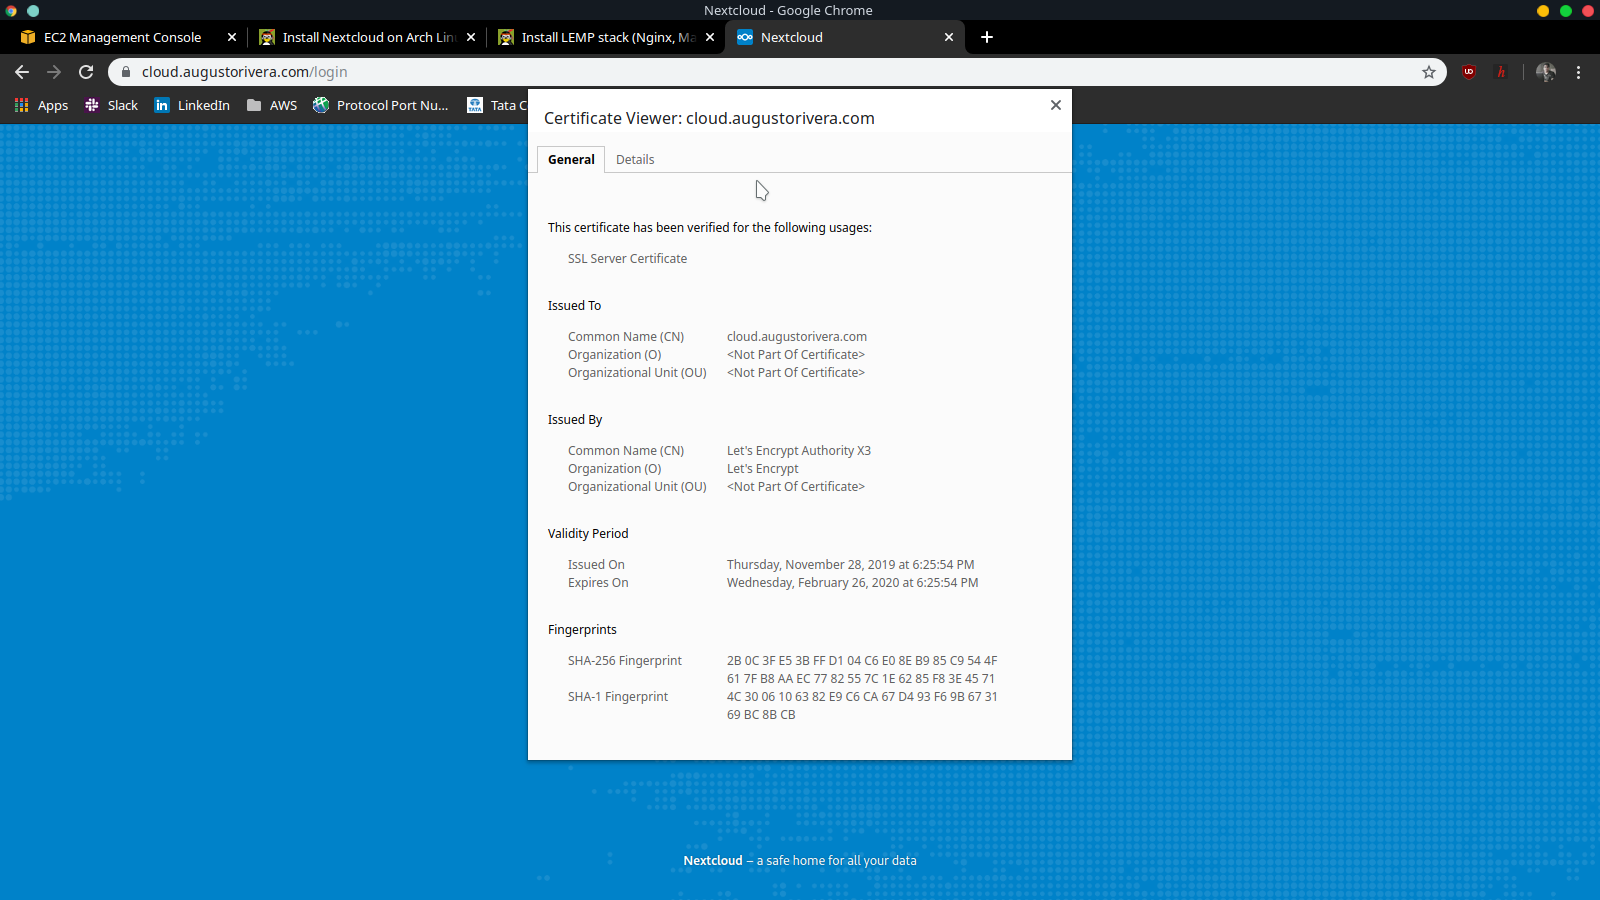 Nextcloud - Google Chrome
EC2 Management Console
Install Nextcloud on Arch Lin
Install LEMP stack (Nginx, Ma
Nextcloud
cloud.augustorivera.com/login
Apps
Slack
LinkedIn
AWS
Protocol Port Nu...
Tata C
Certificate Viewer: cloud.augustorivera.com
General
Details
This certificate has been verified for the following usages:
SSL Server Certificate
Issued To
Common Name (CN) cloud.augustorivera.com
Organization (O) <Not Part Of Certificate>
Organizational Unit (OU) <Not Part Of Certificate>
Issued By
Common Name (CN) Let's Encrypt Authority X3
Organization (O) Let's Encrypt
Organizational Unit (OU) <Not Part Of Certificate>
Validity Period
Issued On Thursday, November 28, 2019 at 6:25:54 PM
Expires On Wednesday, February 26, 2020 at 6:25:54 PM
Fingerprints
SHA-256 Fingerprint 2B 0C 3F E5 3B FF D1 04 C6 E0 8E B9 85 C9 54 4F
61 7F B8 AA EC 77 82 55 7C 1E 62 85 F8 3E 45 71
SHA-1 Fingerprint 4C 30 06 10 63 82 E9 C6 CA 67 D4 93 F6 9B 67 31
69 BC 8B CB
Nextcloud – a safe home for all your data